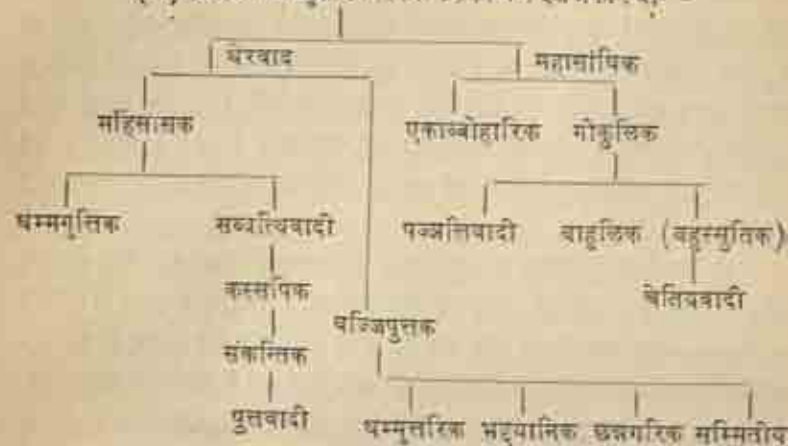 थेरवाद महासांघिक
महिंसासक एकाब्बोहारिक गोकुलिक
धम्मगुत्तिक सब्बत्थिवादी पञ्ञत्तिवादी बाहुलिक (बहुस्सुतिक)
कस्सपिक चेतियवादी
वज्जिपुत्तक
संकन्तिक
पुत्तवादी धम्मुत्तरिक भद्रयानिक छन्नगरिक सम्मितीय